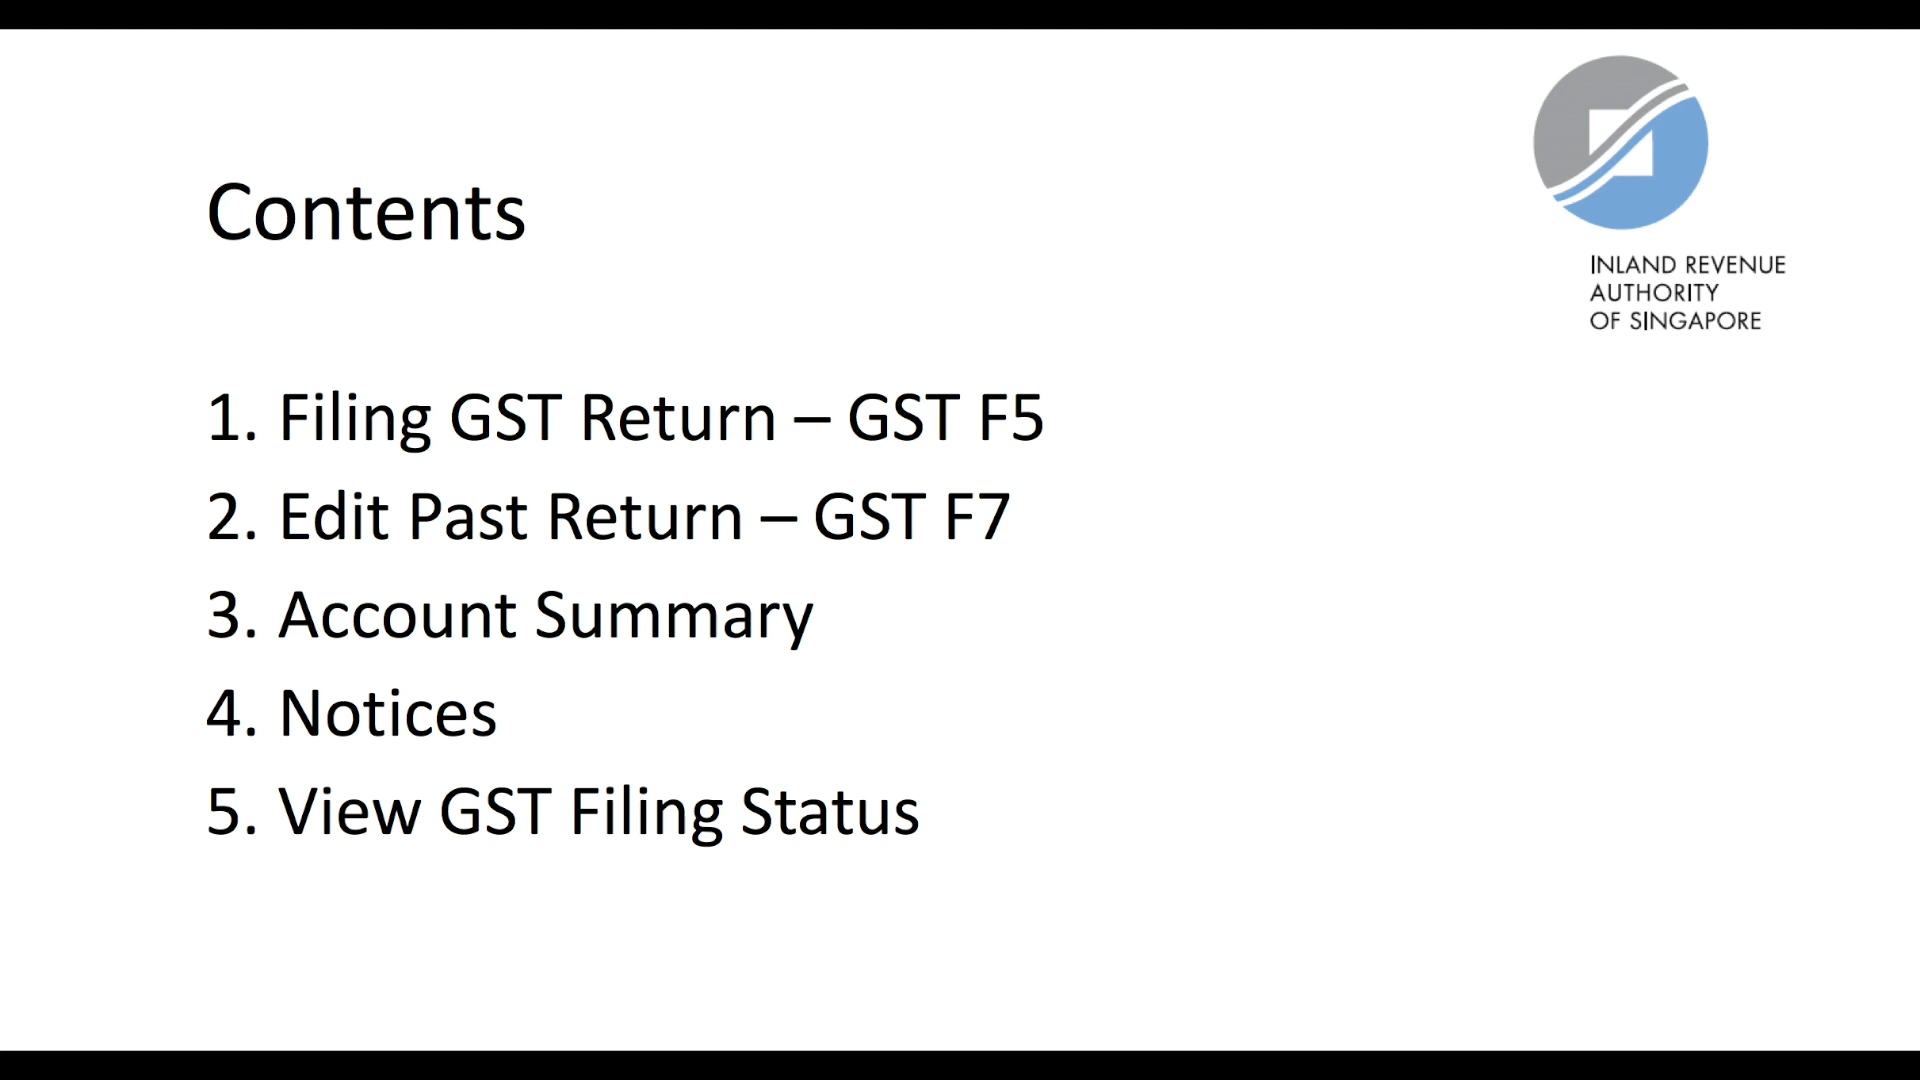 Contents
INLAND REVENUE
AUTHORITY
OF SINGAPORE
1. Filing GST Return – GST F5
2. Edit Past Return – GST F7
3. Account Summary
4. Notices
5. View GST Filing Status